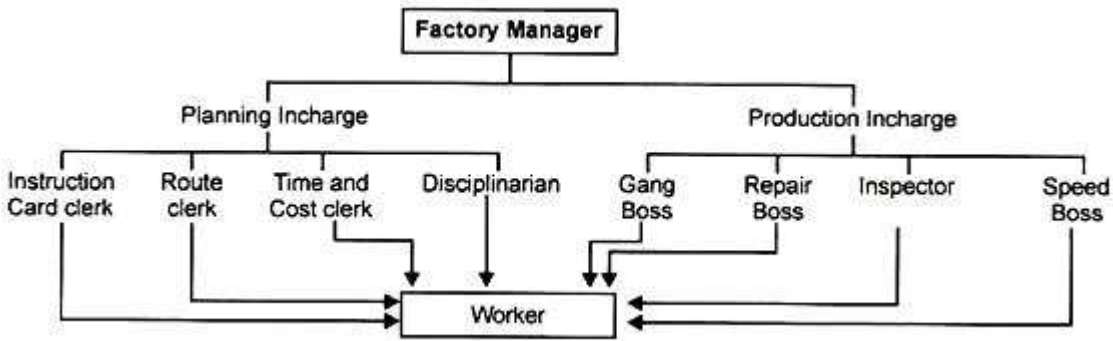 Factory Manager
Planning Incharge
Production Incharge
Instruction
Card clerk
Route
clerk
Time and
Cost clerk
Disciplinarian
Gang
Boss
Repair
Boss
Inspector
Speed
Boss
Worker